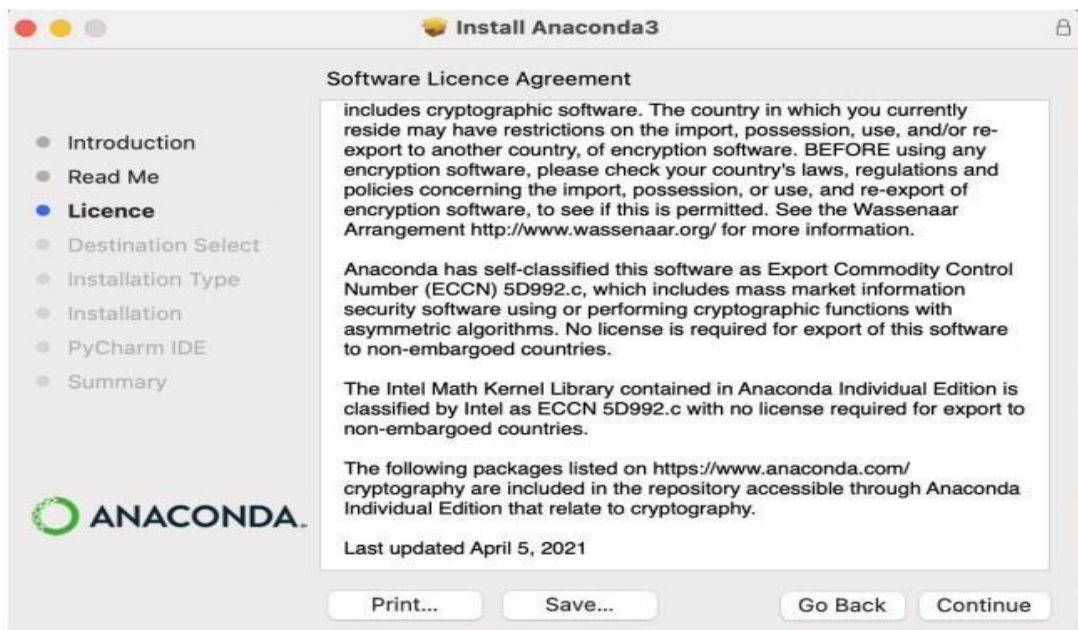 Install Anaconda3
Software Licence Agreement
Introduction
Read Me
Licence
Destination Select
Installation Type
Installation
PyCharm IDE
Summary
ANACONDA.
includes cryptographic software. The country in which you currently
reside may have restrictions on the import, possession, use, and/or re-
export to another country, of encryption software. BEFORE using any
encryption software, please check your country's laws, regulations and
policies concerning the import, possession, or use, and re-export of
encryption software, to see if this is permitted. See the Wassenaar
Arrangement http://www.wassenaar.org/ for more information.
Anaconda has self-classified this software as Export Commodity Control
Number (ECCN) 5D992.c, which includes mass market information
security software using or performing cryptographic functions with
asymmetric algorithms. No license is required for export of this software
to non-embargoed countries.
The Intel Math Kernel Library contained in Anaconda Individual Edition is
classified by Intel as ECCN 5D992.c with no license required for export to
non-embargoed countries.
The following packages listed on https://www.anaconda.com/
cryptography are included in the repository accessible through Anaconda
Individual Edition that relate to cryptography.
Last updated April 5, 2021
Print...
Save...
Go Back
Continue